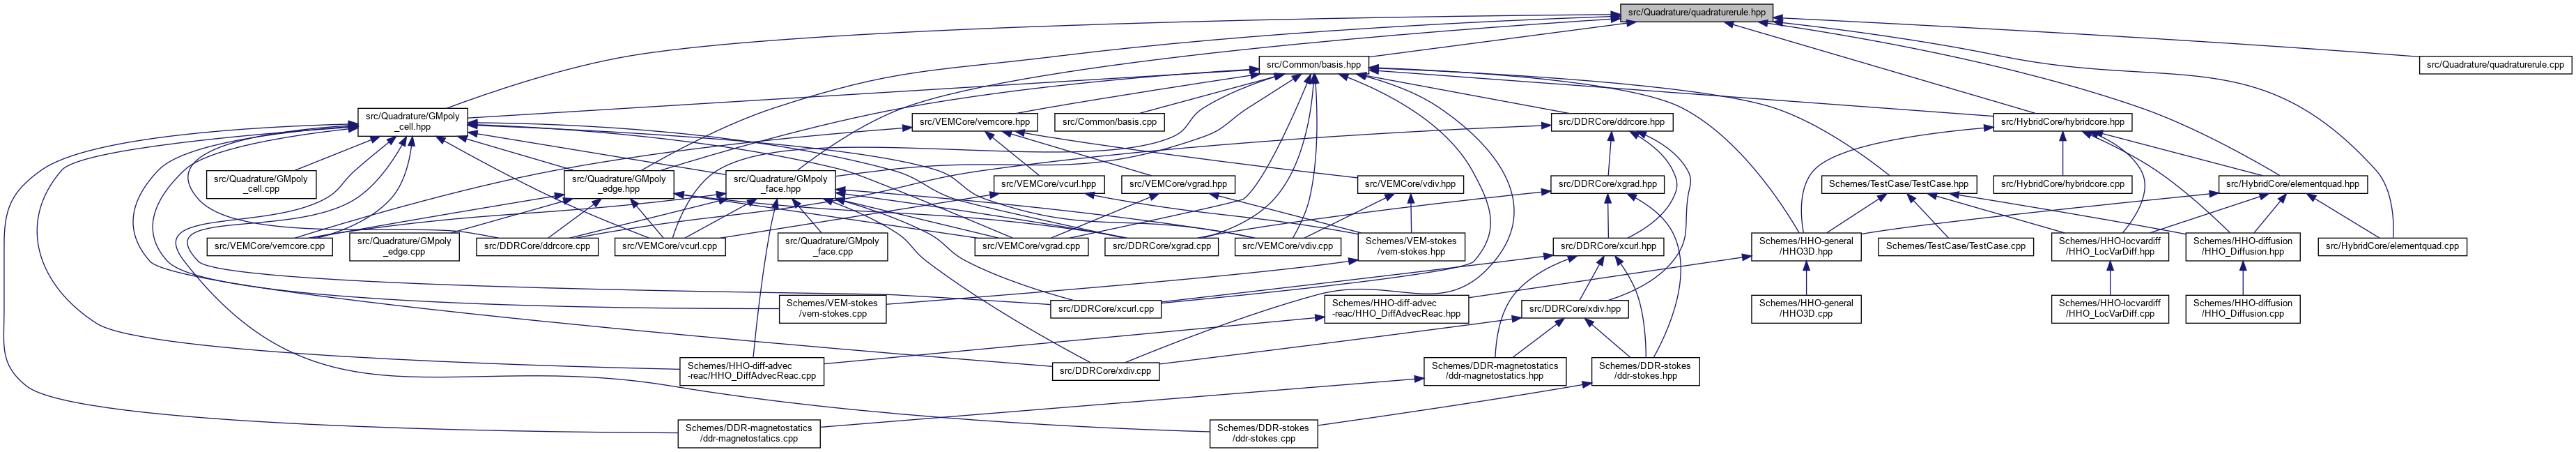 src/Quadrature/quadraturerule.hpp
src/Common/basis.hpp
src/Quadrature/quadraturerule.cpp
src/Quadrature/GMpoly
_cell.hpp
src/VEMCore/vemcore.hpp
src/Common/basis.cpp
src/DDRCore/ddrcore.hpp
src/HybridCore/hybridcore.hpp
src/Quadrature/GMpoly
_cell.cpp
src/Quadrature/GMpoly
_edge.hpp
src/Quadrature/GMpoly
_face.hpp
src/VEMCore/vcurl.hpp
src/VEMCore/vgrad.hpp
src/VEMCore/vdiv.hpp
src/DDRCore/xgrad.hpp
Schemes/TestCase/TestCase.hpp
src/HybridCore/hybridcore.cpp
src/HybridCore/elementquad.hpp
src/VEMCore/vemcore.cpp
src/Quadrature/GMpoly
_edge.cpp
src/DDRCore/ddrcore.cpp
src/VEMCore/vcurl.cpp
src/Quadrature/GMpoly
_face.cpp
src/VEMCore/vgrad.cpp
src/DDRCore/xgrad.cpp
src/VEMCore/vdiv.cpp
Schemes/VEM-stokes
/vem-stokes.hpp
src/DDRCore/xcurl.hpp
Schemes/HHO-general
/HHO3D.hpp
Schemes/TestCase/TestCase.cpp
Schemes/HHO-locvardiff
/HHO_LocVarDiff.hpp
Schemes/HHO-diffusion
/HHO_Diffusion.hpp
src/HybridCore/elementquad.cpp
Schemes/VEM-stokes
/vem-stokes.cpp
src/DDRCore/xcurl.cpp
Schemes/HHO-diff-advec
-reac/HHO_DiffAdvecReac.hpp
src/DDRCore/xdiv.hpp
Schemes/HHO-general
/HHO3D.cpp
Schemes/HHO-locvardiff
/HHO_LocVarDiff.cpp
Schemes/HHO-diffusion
/HHO_Diffusion.cpp
Schemes/HHO-diff-advec
-reac/HHO_DiffAdvecReac.cpp
src/DDRCore/xdiv.cpp
Schemes/DDR-magnetostatics
/ddr-magnetostatics.hpp
Schemes/DDR-stokes
/ddr-stokes.hpp
Schemes/DDR-magnetostatics
/ddr-magnetostatics.cpp
Schemes/DDR-stokes
/ddr-stokes.cpp